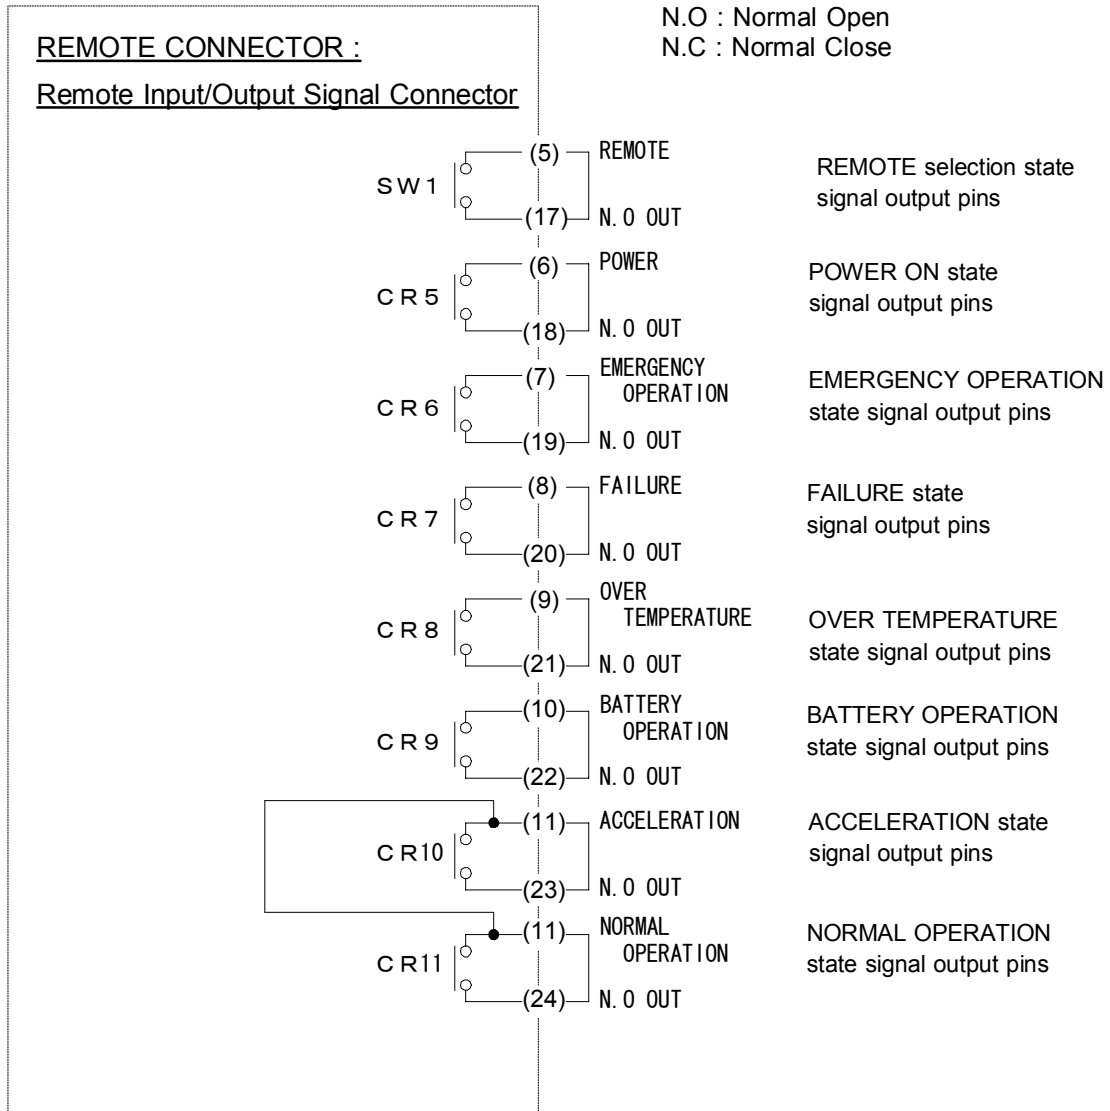 N.O : Normal Open
N.C : Normal Close
REMOTE CONNECTOR :
Remote Input/Output Signal Connector
SW1
(5)
REMOTE
(17)
N.O OUT
REMOTE selection state
signal output pins
CR5
(6)
POWER
(18)
N.O OUT
POWER ON state
signal output pins
CR6
(7)
EMERGENCY
OPERATION
(19)
N.O OUT
EMERGENCY OPERATION
state signal output pins
CR7
(8)
FAILURE
(20)
N.O OUT
FAILURE state
signal output pins
CR8
(9)
OVER
TEMPERATURE
(21)
N.O OUT
OVER TEMPERATURE
state signal output pins
CR9
(10)
BATTERY
OPERATION
(22)
N.O OUT
BATTERY OPERATION
state signal output pins
CR10
(11)
ACCELERATION
(23)
N.O OUT
ACCELERATION state
signal output pins
CR11
(11)
NORMAL
OPERATION
(24)
N.O OUT
NORMAL OPERATION
state signal output pins